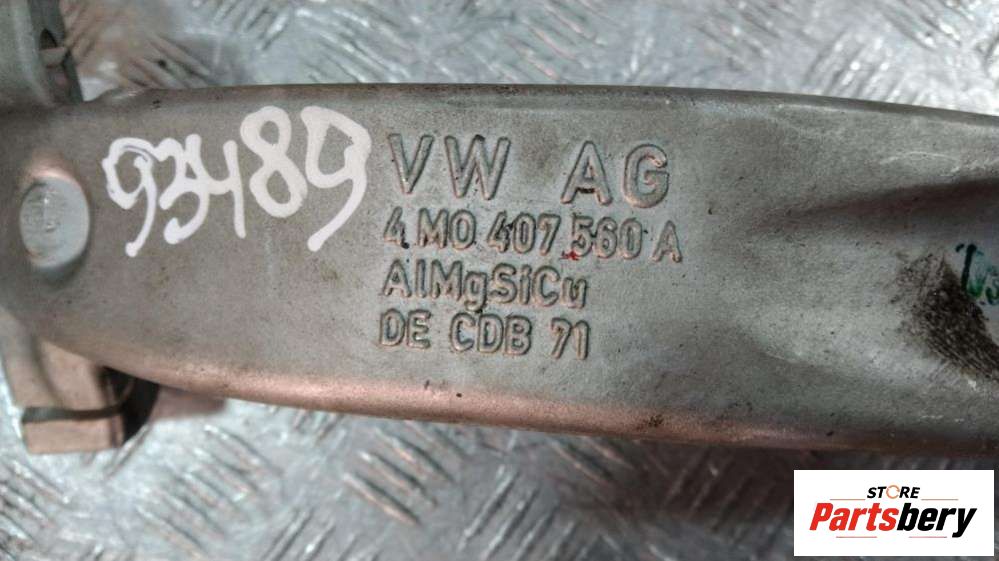 93489
VW AG
4M0 407 560 A
AlMgSiCu
DE CDB 71
STORE
Partsbery